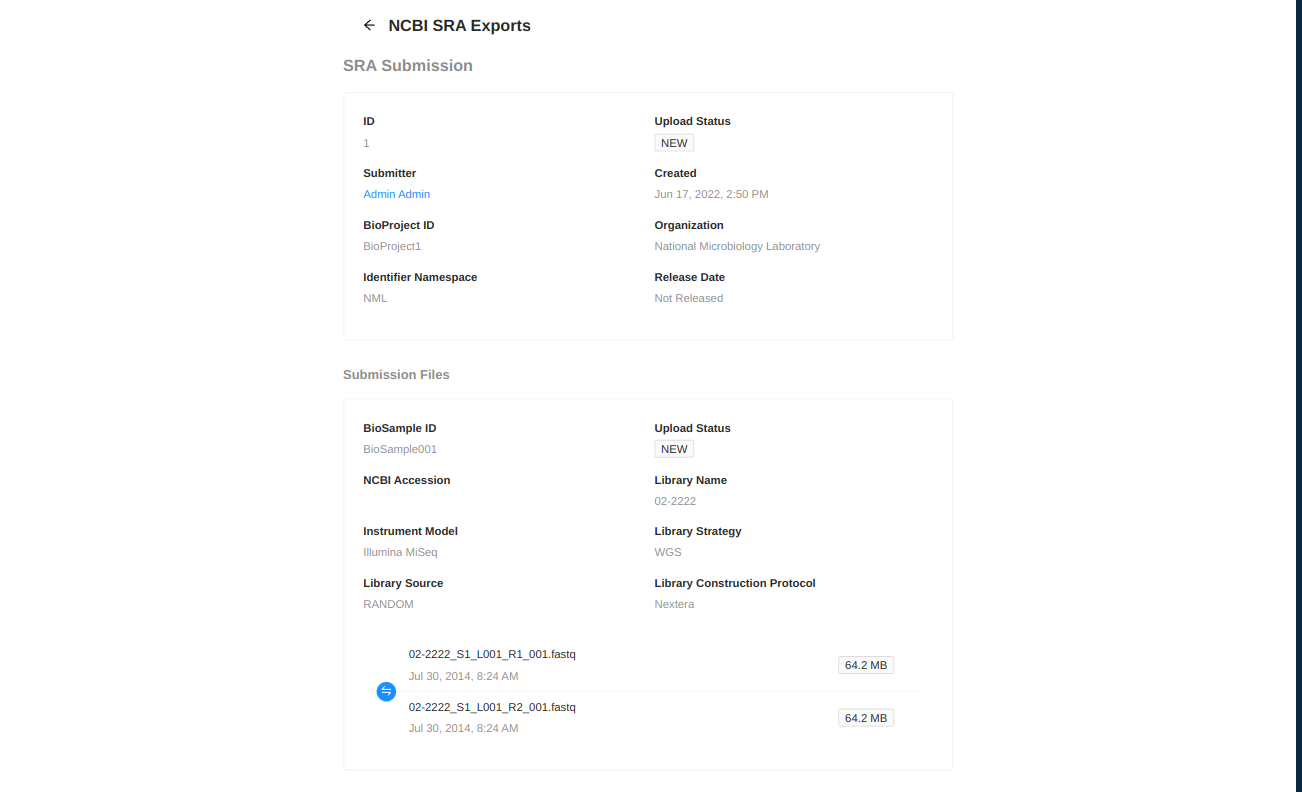 NCBI SRA Exports
SRA Submission
ID
1
Upload Status
NEW
Submitter
Admin Admin
Created
Jun 17, 2022, 2:50 PM
BioProject ID
BioProject1
Organization
National Microbiology Laboratory
Identifier Namespace
NML
Release Date
Not Released
Submission Files
BioSample ID
BioSample001
Upload Status
NEW
NCBI Accession
Library Name
02-2222
Instrument Model
Illumina MiSeq
Library Strategy
WGS
Library Source
RANDOM
Library Construction Protocol
Nextera
02-2222_S1_L001_R1_001.fastq
Jul 30, 2014, 8:24 AM
64.2 MB
02-2222_S1_L001_R2_001.fastq
Jul 30, 2014, 8:24 AM
64.2 MB